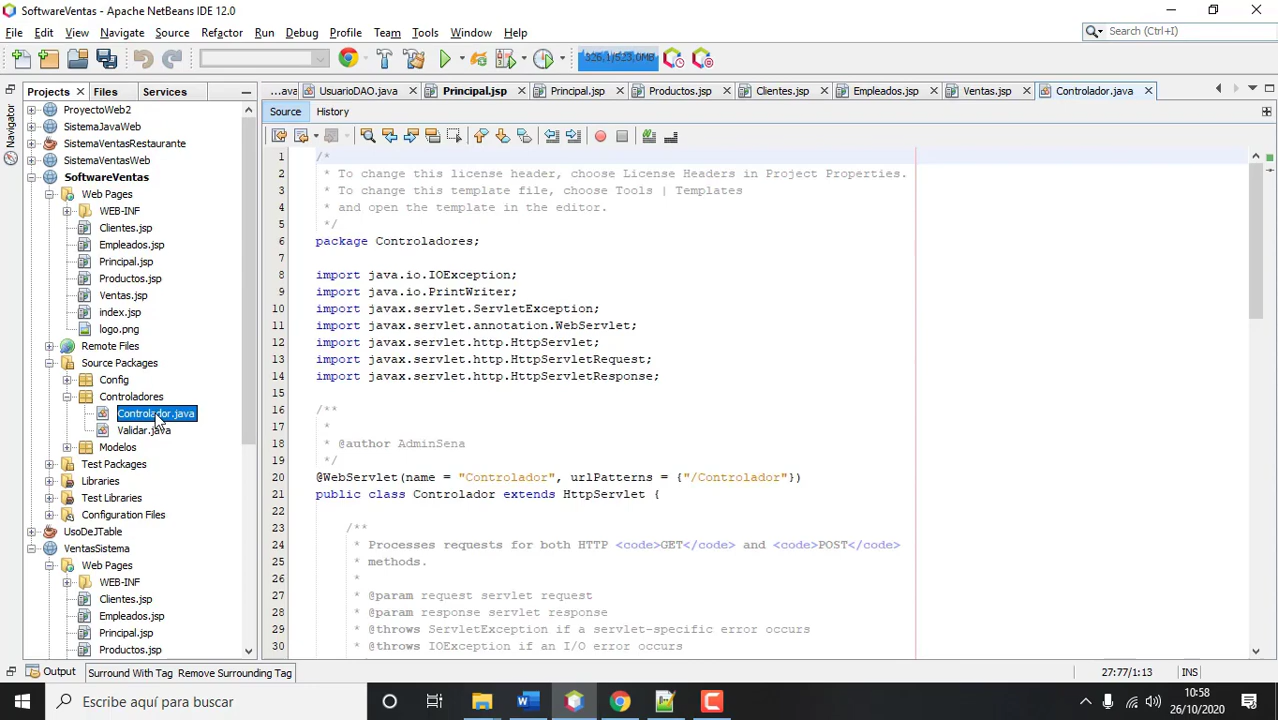 SoftwareVentas - Apache NetBeans IDE 12.0
File Edit View Navigate Source Refactor Run Debug Profile Team Tools Window Help
Search (Ctrl+I)
326,1/523,0MB
Projects Files Services
...ava UsuarioDAO.java Principal.jsp Principal.jsp Productos.jsp Clientes.jsp Empleados.jsp Ventas.jsp Controlador.java
Navigator
Source History
ProyectoWeb2
SistemaJavaWeb
SistemaVentasRestaurante
SistemaVentasWeb
SoftwareVentas
Web Pages
WEB-INF
Clientes.jsp
Empleados.jsp
Principal.jsp
Productos.jsp
Ventas.jsp
index.jsp
logo.png
Remote Files
Source Packages
Config
Controladores
Controlador.java
Validar.java
Modelos
Test Packages
Libraries
Test Libraries
Configuration Files
UsoDeJTable
VentasSistema
Web Pages
WEB-INF
Clientes.jsp
Empleados.jsp
Principal.jsp
Productos.jsp
1 /*
2 * To change this license header, choose License Headers in Project Properties.
3 * To change this template file, choose Tools | Templates
4 * and open the template in the editor.
5 */
6 package Controladores;
7
8 import java.io.IOException;
9 import java.io.PrintWriter;
10 import javax.servlet.ServletException;
11 import javax.servlet.annotation.WebServlet;
12 import javax.servlet.http.HttpServlet;
13 import javax.servlet.http.HttpServletRequest;
14 import javax.servlet.http.HttpServletResponse;
15
16 /**
17 *
18 * @author AdminSena
19 */
20 @WebServlet(name = "Controlador", urlPatterns = {"/Controlador"})
21 public class Controlador extends HttpServlet {
22
23 /**
24 * Processes requests for both HTTP <code>GET</code> and <code>POST</code>
25 * methods.
26 *
27 * @param request servlet request
28 * @param response servlet response
29 * @throws ServletException if a servlet-specific error occurs
30 * @throws IOException if an I/O error occurs
Output Surround With Tag Remove Surrounding Tag
27:77/1:13 INS
Escribe aquí para buscar
10:58
26/10/2020